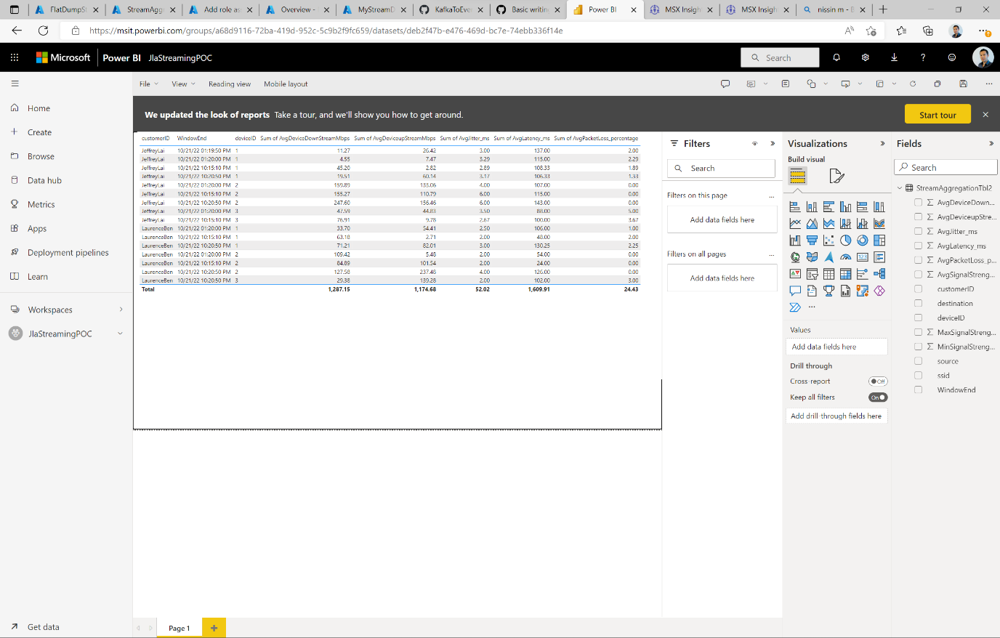 FlatDumpSt
StreamAggr
Add role as
Overview -
MyStreamD
KafkaToEver
Basic writin
Power BI
MSX Insigh
MSX Insigh
nissin m - B
https://msit.powerbi.com/groups/a68d9116-72ba-419d-952c-5c9b2f9fc659/datasets/deb2f47b-e476-469d-bc7e-74ebb336f14e
Microsoft Power BI JlaStreamingPOC Search
File View Reading view Mobile layout
Home
Create
Browse
Data hub
Metrics
Apps
Deployment pipelines
Learn
Workspaces
JlaStreamingPOC
Get data
We updated the look of reports Take a tour, and we'll show you how to get around. Start tour
customerID WindowEnd deviceID Sum of AvgDeviceDownStreamMbps Sum of AvgDeviceupStreamMbps Sum of AvgJitter_ms Sum of AvgLatency_ms Sum of AvgPacketLoss_percentage
JeffreyLai 10/21/22 01:19:50 PM 1 11.27 26.42 3.00 137.00 2.00
JeffreyLai 10/21/22 01:20:00 PM 1 4.55 7.47 3.29 115.00 2.29
JeffreyLai 10/21/22 10:15:10 PM 1 45.20 2.82 2.89 108.33 1.89
JeffreyLai 10/21/22 10:20:50 PM 1 19.51 60.14 3.17 106.33 1.33
JeffreyLai 10/21/22 01:20:00 PM 2 159.89 133.06 4.00 107.00 0.00
JeffreyLai 10/21/22 10:15:10 PM 2 155.27 110.79 6.00 115.00 0.00
JeffreyLai 10/21/22 10:20:50 PM 2 247.60 156.46 6.00 143.00 0.00
JeffreyLai 10/21/22 01:20:00 PM 3 47.59 44.83 3.50 88.00 5.00
JeffreyLai 10/21/22 10:15:10 PM 3 76.91 9.78 2.67 100.00 3.67
LaurenceBen 10/21/22 01:20:00 PM 1 33.70 54.41 2.50 106.00 1.00
LaurenceBen 10/21/22 10:15:10 PM 1 63.18 2.71 2.00 48.00 2.00
LaurenceBen 10/21/22 10:20:50 PM 1 71.21 82.01 3.00 130.25 2.25
LaurenceBen 10/21/22 01:20:00 PM 2 109.42 5.48 2.00 54.00 0.00
LaurenceBen 10/21/22 10:15:10 PM 2 84.89 101.54 2.00 24.00 0.00
LaurenceBen 10/21/22 10:20:50 PM 2 127.58 237.48 4.00 126.00 0.00
LaurenceBen 10/21/22 10:20:50 PM 3 29.38 139.28 2.00 102.00 3.00
Total 1,287.15 1,174.68 52.02 1,609.91 24.43
Page 1
Filters
Search
Filters on this page ...
Add data fields here
Filters on all pages ...
Add data fields here
Visualizations
Build visual
123
Values
Add data fields here
Drill through
Cross-report Off
Keep all filters On
Add drill-through fields here
Fields
Search
StreamAggregationTbl2
AvgDeviceDown...
AvgDeviceupStre...
AvgJitter_ms
AvgLatency_ms
AvgPacketLoss_p...
AvgSignalStreng...
customerID
destination
deviceID
MaxSignalStreng...
MinSignalStreng...
source
ssid
WindowEnd